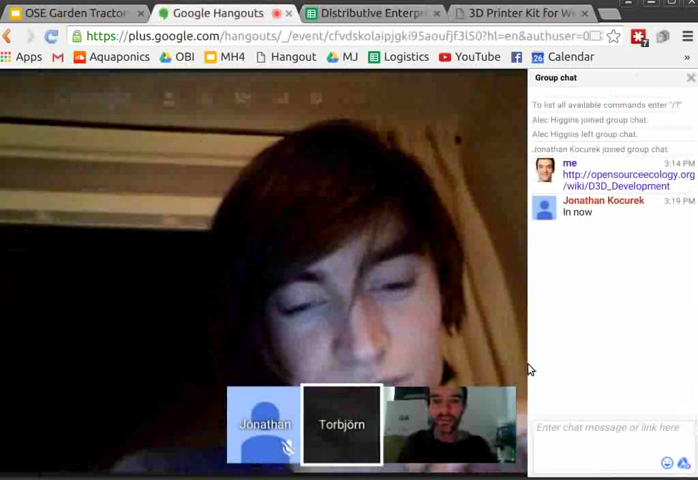 OSE Garden Tractor
Google Hangouts
Distributive Enterpr
3D Printer Kit for We
https://plus.google.com/hangouts/_/event/cfvdskolaipjgki95aoufjf3l50?hl=en&authuser=0
Apps
M
Aquaponics
OBI
MH4
Hangout
MJ
Logistics
YouTube
f
26 Calendar
»
Group chat
To list all available commands enter "/?"
Alec Higgins joined group chat.
Alec Higgins left group chat.
Jonathan Kocurek joined group chat.
me 3:14 PM
http://opensourceecology.org
/wiki/D3D_Development
Jonathan Kocurek 3:19 PM
In now
Jonathan
Torbjörn
Enter chat message or link here